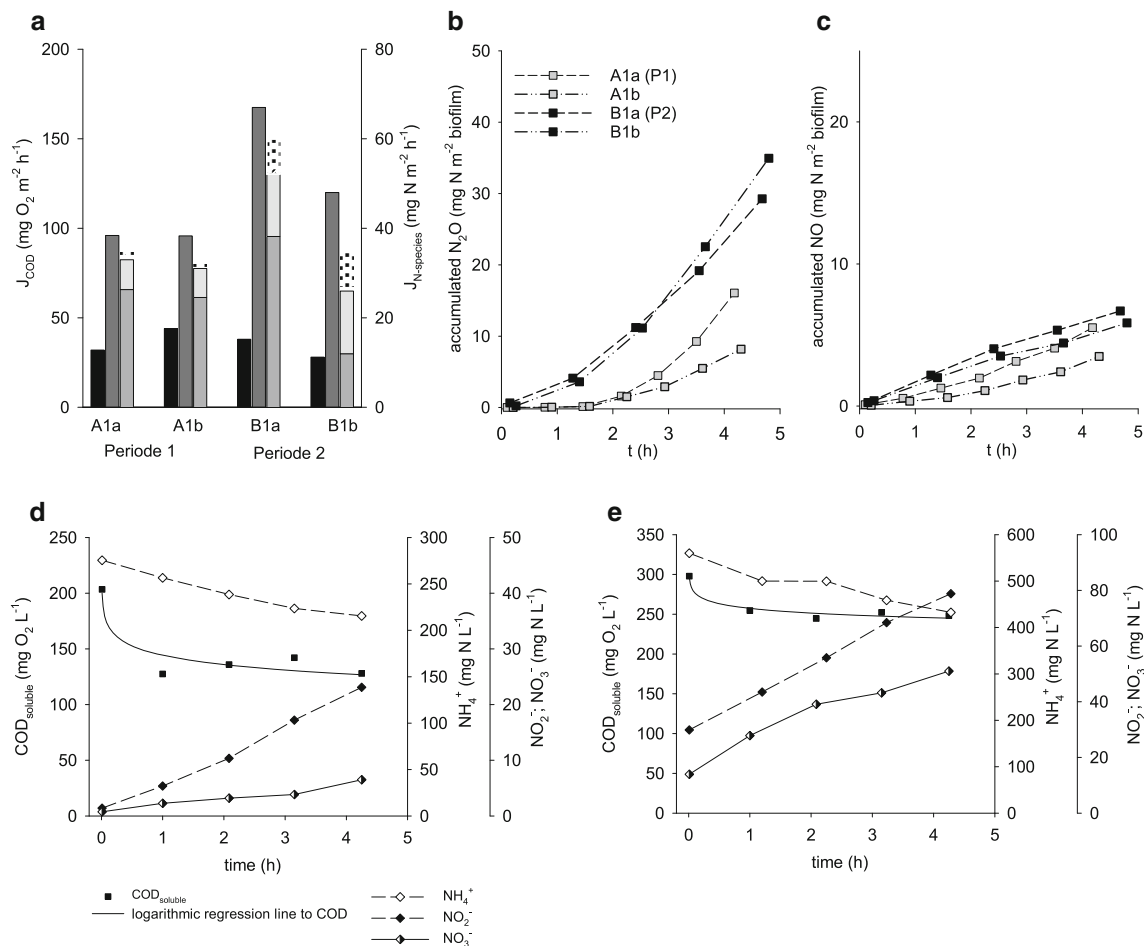 a
200
150
100
50
0
J_COD (mg O₂ m⁻² h⁻¹)
80
60
40
20
0
J_N-species (mg N m⁻² h⁻¹)
A1a
A1b
B1a
B1b
Periode 1
Periode 2
b
50
40
30
20
10
0
accumulated N₂O (mg N m⁻² biofilm)
A1a (P1)
A1b
B1a (P2)
B1b
0 1 2 3 4 5
t (h)
c
20
10
0
accumulated NO (mg N m⁻² biofilm)
0 1 2 3 4 5
t (h)
d
250
200
150
100
50
0
COD_soluble (mg O₂ L⁻¹)
300
250
200
150
100
50
0
NH₄⁺ (mg N L⁻¹)
50
40
30
20
10
0
NO₂⁻; NO₃⁻ (mg N L⁻¹)
0 1 2 3 4 5
time (h)
e
350
300
250
200
150
100
50
0
COD_soluble (mg O₂ L⁻¹)
600
500
400
300
200
100
0
NH₄⁺ (mg N L⁻¹)
100
80
60
40
20
0
NO₂⁻; NO₃⁻ (mg N L⁻¹)
0 1 2 3 4 5
time (h)
COD_soluble
logarithmic regression line to COD
NH₄⁺
NO₂⁻
NO₃⁻